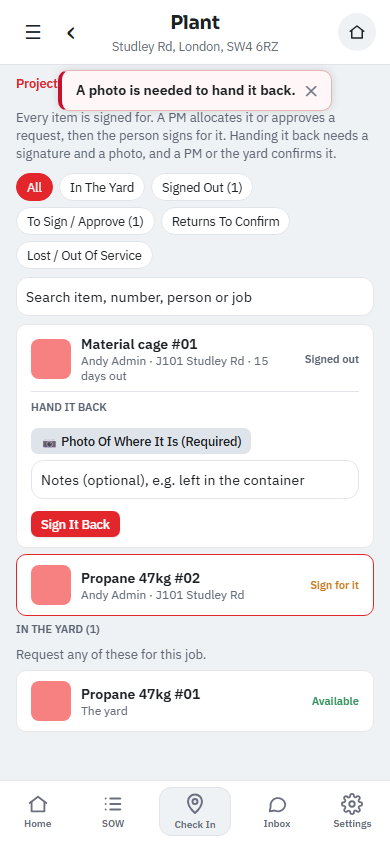 Plant
Studley Rd, London, SW4 6RZ
Project
A photo is needed to hand it back.
Every item is signed for. A PM allocates it or approves a
request, then the person signs for it. Handing it back needs a
signature and a photo, and a PM or the yard confirms it.
All
In The Yard
Signed Out (1)
To Sign / Approve (1)
Returns To Confirm
Lost / Out Of Service
Search item, number, person or job
Material cage #01
Andy Admin · J101 Studley Rd · 15
days out
Signed out
HAND IT BACK
Photo Of Where It Is (Required)
Notes (optional), e.g. left in the container
Sign It Back
Propane 47kg #02
Andy Admin · J101 Studley Rd
Sign for it
IN THE YARD (1)
Request any of these for this job.
Propane 47kg #01
The yard
Available
Home
SOW
Check In
Inbox
Settings